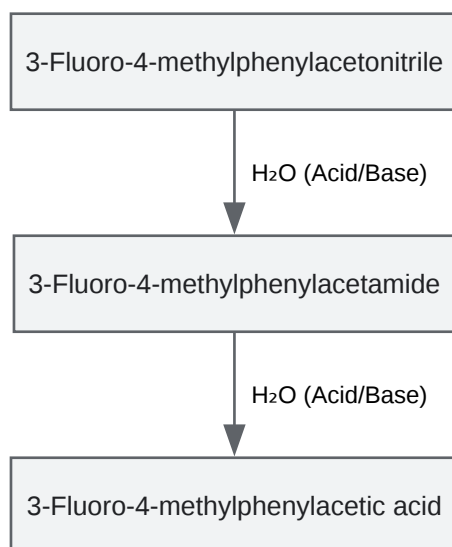 3-Fluoro-4-methylphenylacetonitrile
H₂O (Acid/Base)
3-Fluoro-4-methylphenylacetamide
H₂O (Acid/Base)
3-Fluoro-4-methylphenylacetic acid